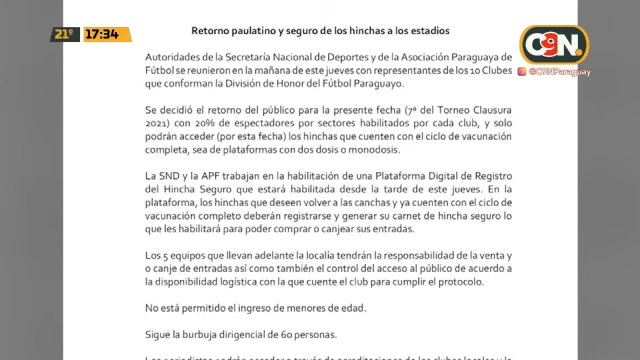 21º
17:34
C9N.
@C9NParaguay
Retorno paulatino y seguro de los hinchas a los estadios
Autoridades de la Secretaría Nacional de Deportes y de la Asociación Paraguaya de
Fútbol se reunieron en la mañana de este jueves con representantes de los 10 Clubes
que conforman la División de Honor del Fútbol Paraguayo.
Se decidió el retorno del público para la presente fecha (7ª del Torneo Clausura
2021) con 20% de espectadores por sectores habilitados por cada club, y solo
podrán acceder (por esta fecha) los hinchas que cuenten con el ciclo de vacunación
completa, sea de plataformas con dos dosis o monodosis.
La SND y la APF trabajan en la habilitación de una Plataforma Digital de Registro
del Hincha Seguro que estará habilitada desde la tarde de este jueves. En la
plataforma, los hinchas que deseen volver a las canchas y ya cuenten con el ciclo de
vacunación completo deberán registrarse y generar su carnet de hincha seguro lo
que les habilitará para poder comprar o canjear sus entradas.
Los 5 equipos que llevan adelante la localía tendrán la responsabilidad de la venta y
o canje de entradas así como también el control del acceso al público de acuerdo a
la disponibilidad logística con la que cuente el club para cumplir el protocolo.
No está permitido el ingreso de menores de edad.
Sigue la burbuja dirigencial de 60 personas.